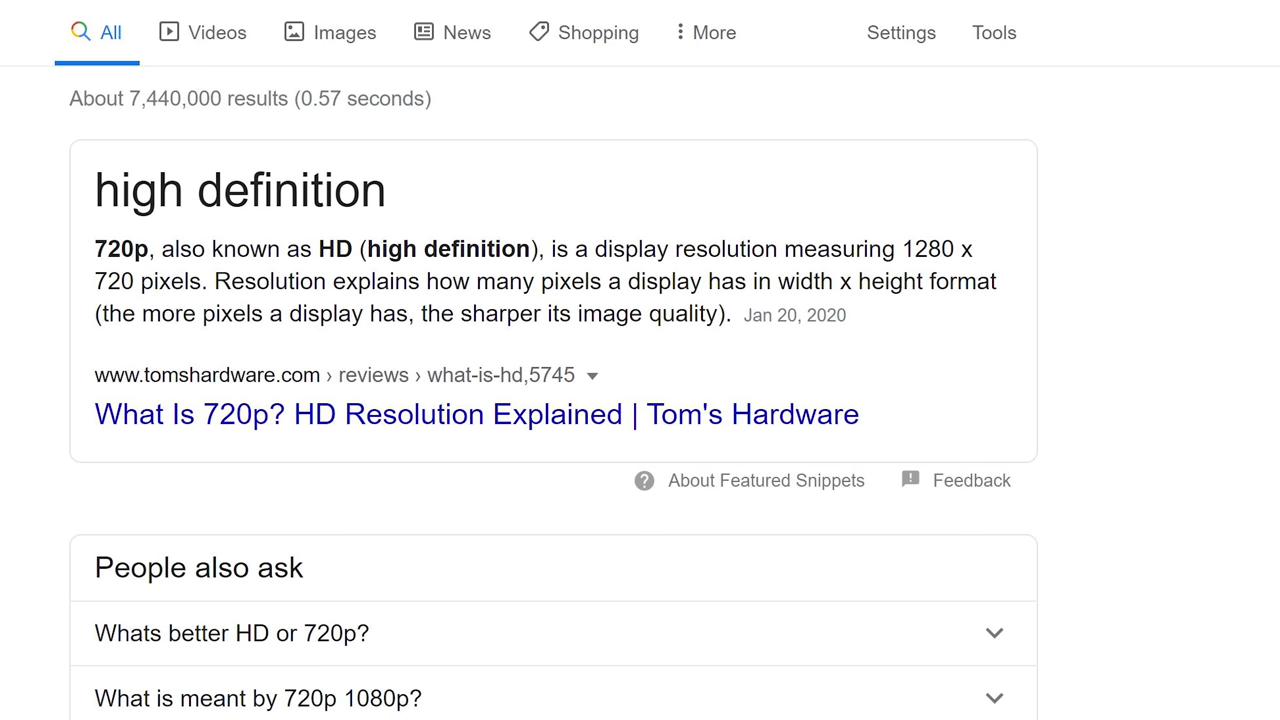 All Videos Images News Shopping More Settings Tools
About 7,440,000 results (0.57 seconds)
high definition
720p, also known as HD (high definition), is a display resolution measuring 1280 x
720 pixels. Resolution explains how many pixels a display has in width x height format
(the more pixels a display has, the sharper its image quality). Jan 20, 2020
www.tomshardware.com › reviews › what-is-hd,5745
What Is 720p? HD Resolution Explained | Tom's Hardware
About Featured Snippets Feedback
People also ask
Whats better HD or 720p?
What is meant by 720p 1080p?